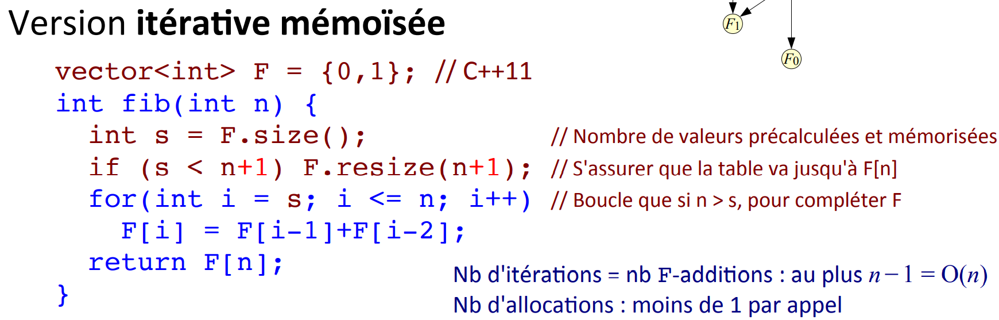 Version itérative mémoïsée
F1
F0
vector<int> F = {0,1}; // C++11
int fib(int n) {
int s = F.size(); // Nombre de valeurs précalculées et mémorisées
if (s < n+1) F.resize(n+1); // S'assurer que la table va jusqu'à F[n]
for(int i = s; i <= n; i++) // Boucle que si n > s, pour compléter F
F[i] = F[i-1]+F[i-2];
return F[n];
}
Nb d'itérations = nb F-additions : au plus n − 1 = O(n)
Nb d'allocations : moins de 1 par appel